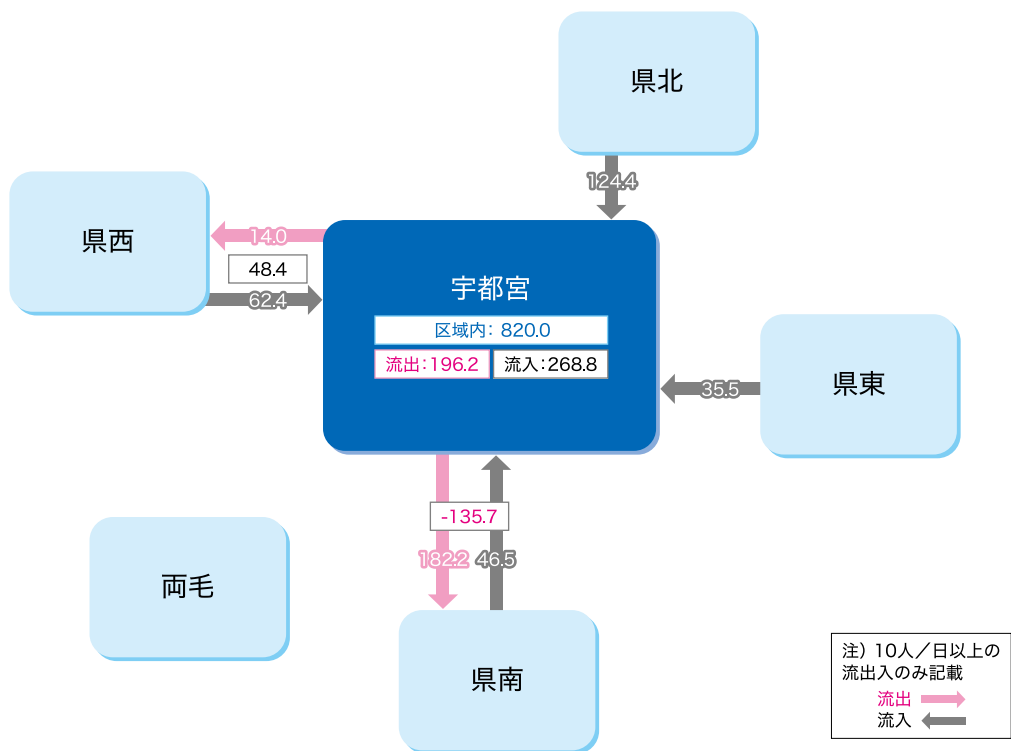 県北
124.4
県西
14.0
48.4
62.4
宇都宮
区域内：820.0
流出：196.2
流入：268.8
35.5
県東
-135.7
182.2
46.5
両毛
県南
注）10人／日以上の
流出入のみ記載
流出
流入